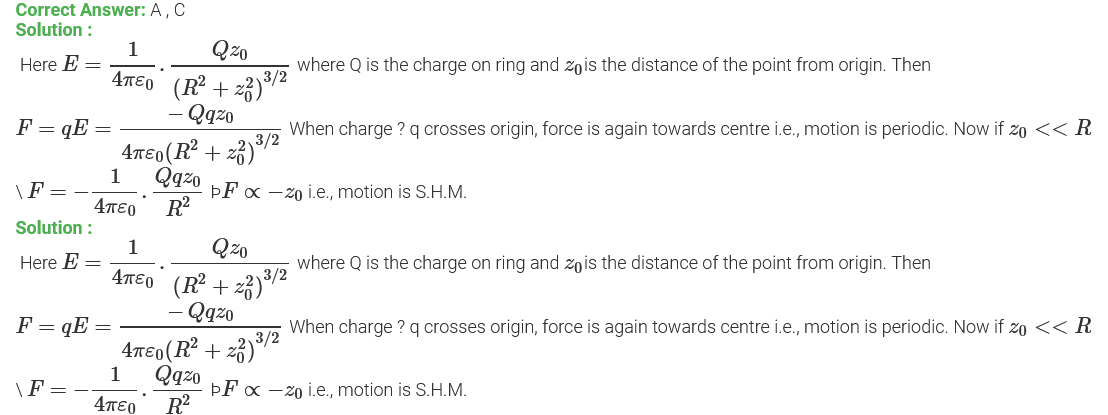 Correct Answer: A , C
Solution :
Here $E = \frac{1}{4\pi\varepsilon_0} \cdot \frac{Qz_0}{(R^2 + z_0^2)^{3/2}}$ where Q is the charge on ring and $z_0$is the distance of the point from origin. Then
$F = qE = \frac{-Qqz_0}{4\pi\varepsilon_0(R^2 + z_0^2)^{3/2}}$ When charge ? q crosses origin, force is again towards centre i.e., motion is periodic. Now if $z_0 << R$
\ $F = -\frac{1}{4\pi\varepsilon_0} \cdot \frac{Qqz_0}{R^2}$ Þ$F \propto -z_0$ i.e., motion is S.H.M.
Solution :
Here $E = \frac{1}{4\pi\varepsilon_0} \cdot \frac{Qz_0}{(R^2 + z_0^2)^{3/2}}$ where Q is the charge on ring and $z_0$is the distance of the point from origin. Then
$F = qE = \frac{-Qqz_0}{4\pi\varepsilon_0(R^2 + z_0^2)^{3/2}}$ When charge ? q crosses origin, force is again towards centre i.e., motion is periodic. Now if $z_0 << R$
\ $F = -\frac{1}{4\pi\varepsilon_0} \cdot \frac{Qqz_0}{R^2}$ Þ$F \propto -z_0$ i.e., motion is S.H.M.